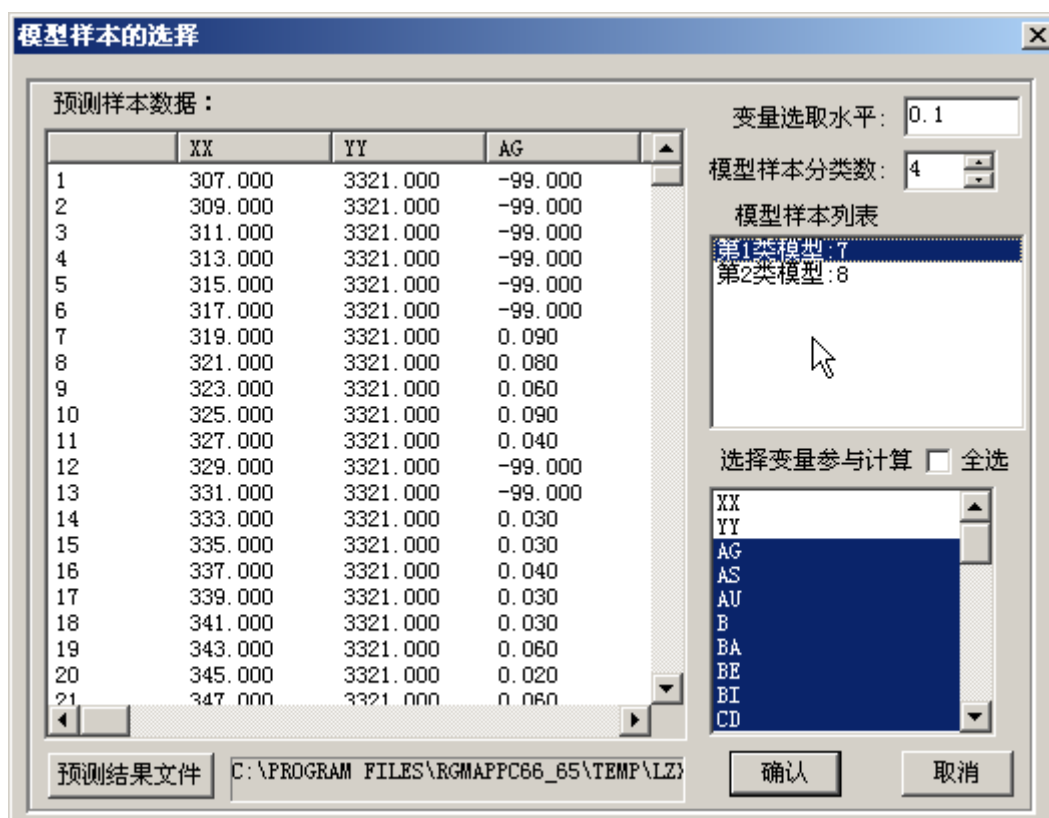 模型样本的选择
预测样本数据：
XX YY AG
1 307.000 3321.000 -99.000
2 309.000 3321.000 -99.000
3 311.000 3321.000 -99.000
4 313.000 3321.000 -99.000
5 315.000 3321.000 -99.000
6 317.000 3321.000 -99.000
7 319.000 3321.000 0.090
8 321.000 3321.000 0.080
9 323.000 3321.000 0.060
10 325.000 3321.000 0.090
11 327.000 3321.000 0.040
12 329.000 3321.000 -99.000
13 331.000 3321.000 -99.000
14 333.000 3321.000 0.030
15 335.000 3321.000 0.030
16 337.000 3321.000 0.040
17 339.000 3321.000 0.030
18 341.000 3321.000 0.030
19 343.000 3321.000 0.060
20 345.000 3321.000 0.020
21 347.000 3321.000 0.060
变量选取水平: 0.1
模型样本分类数: 4
模型样本列表
第1类模型:7
第2类模型:8
选择变量参与计算 全选
XX
YY
AG
AS
AU
B
BA
BE
BI
CD
预测结果文件 C:\PROGRAM FILES\RGMAPPC66_65\TEMP\LZ
确认 取消